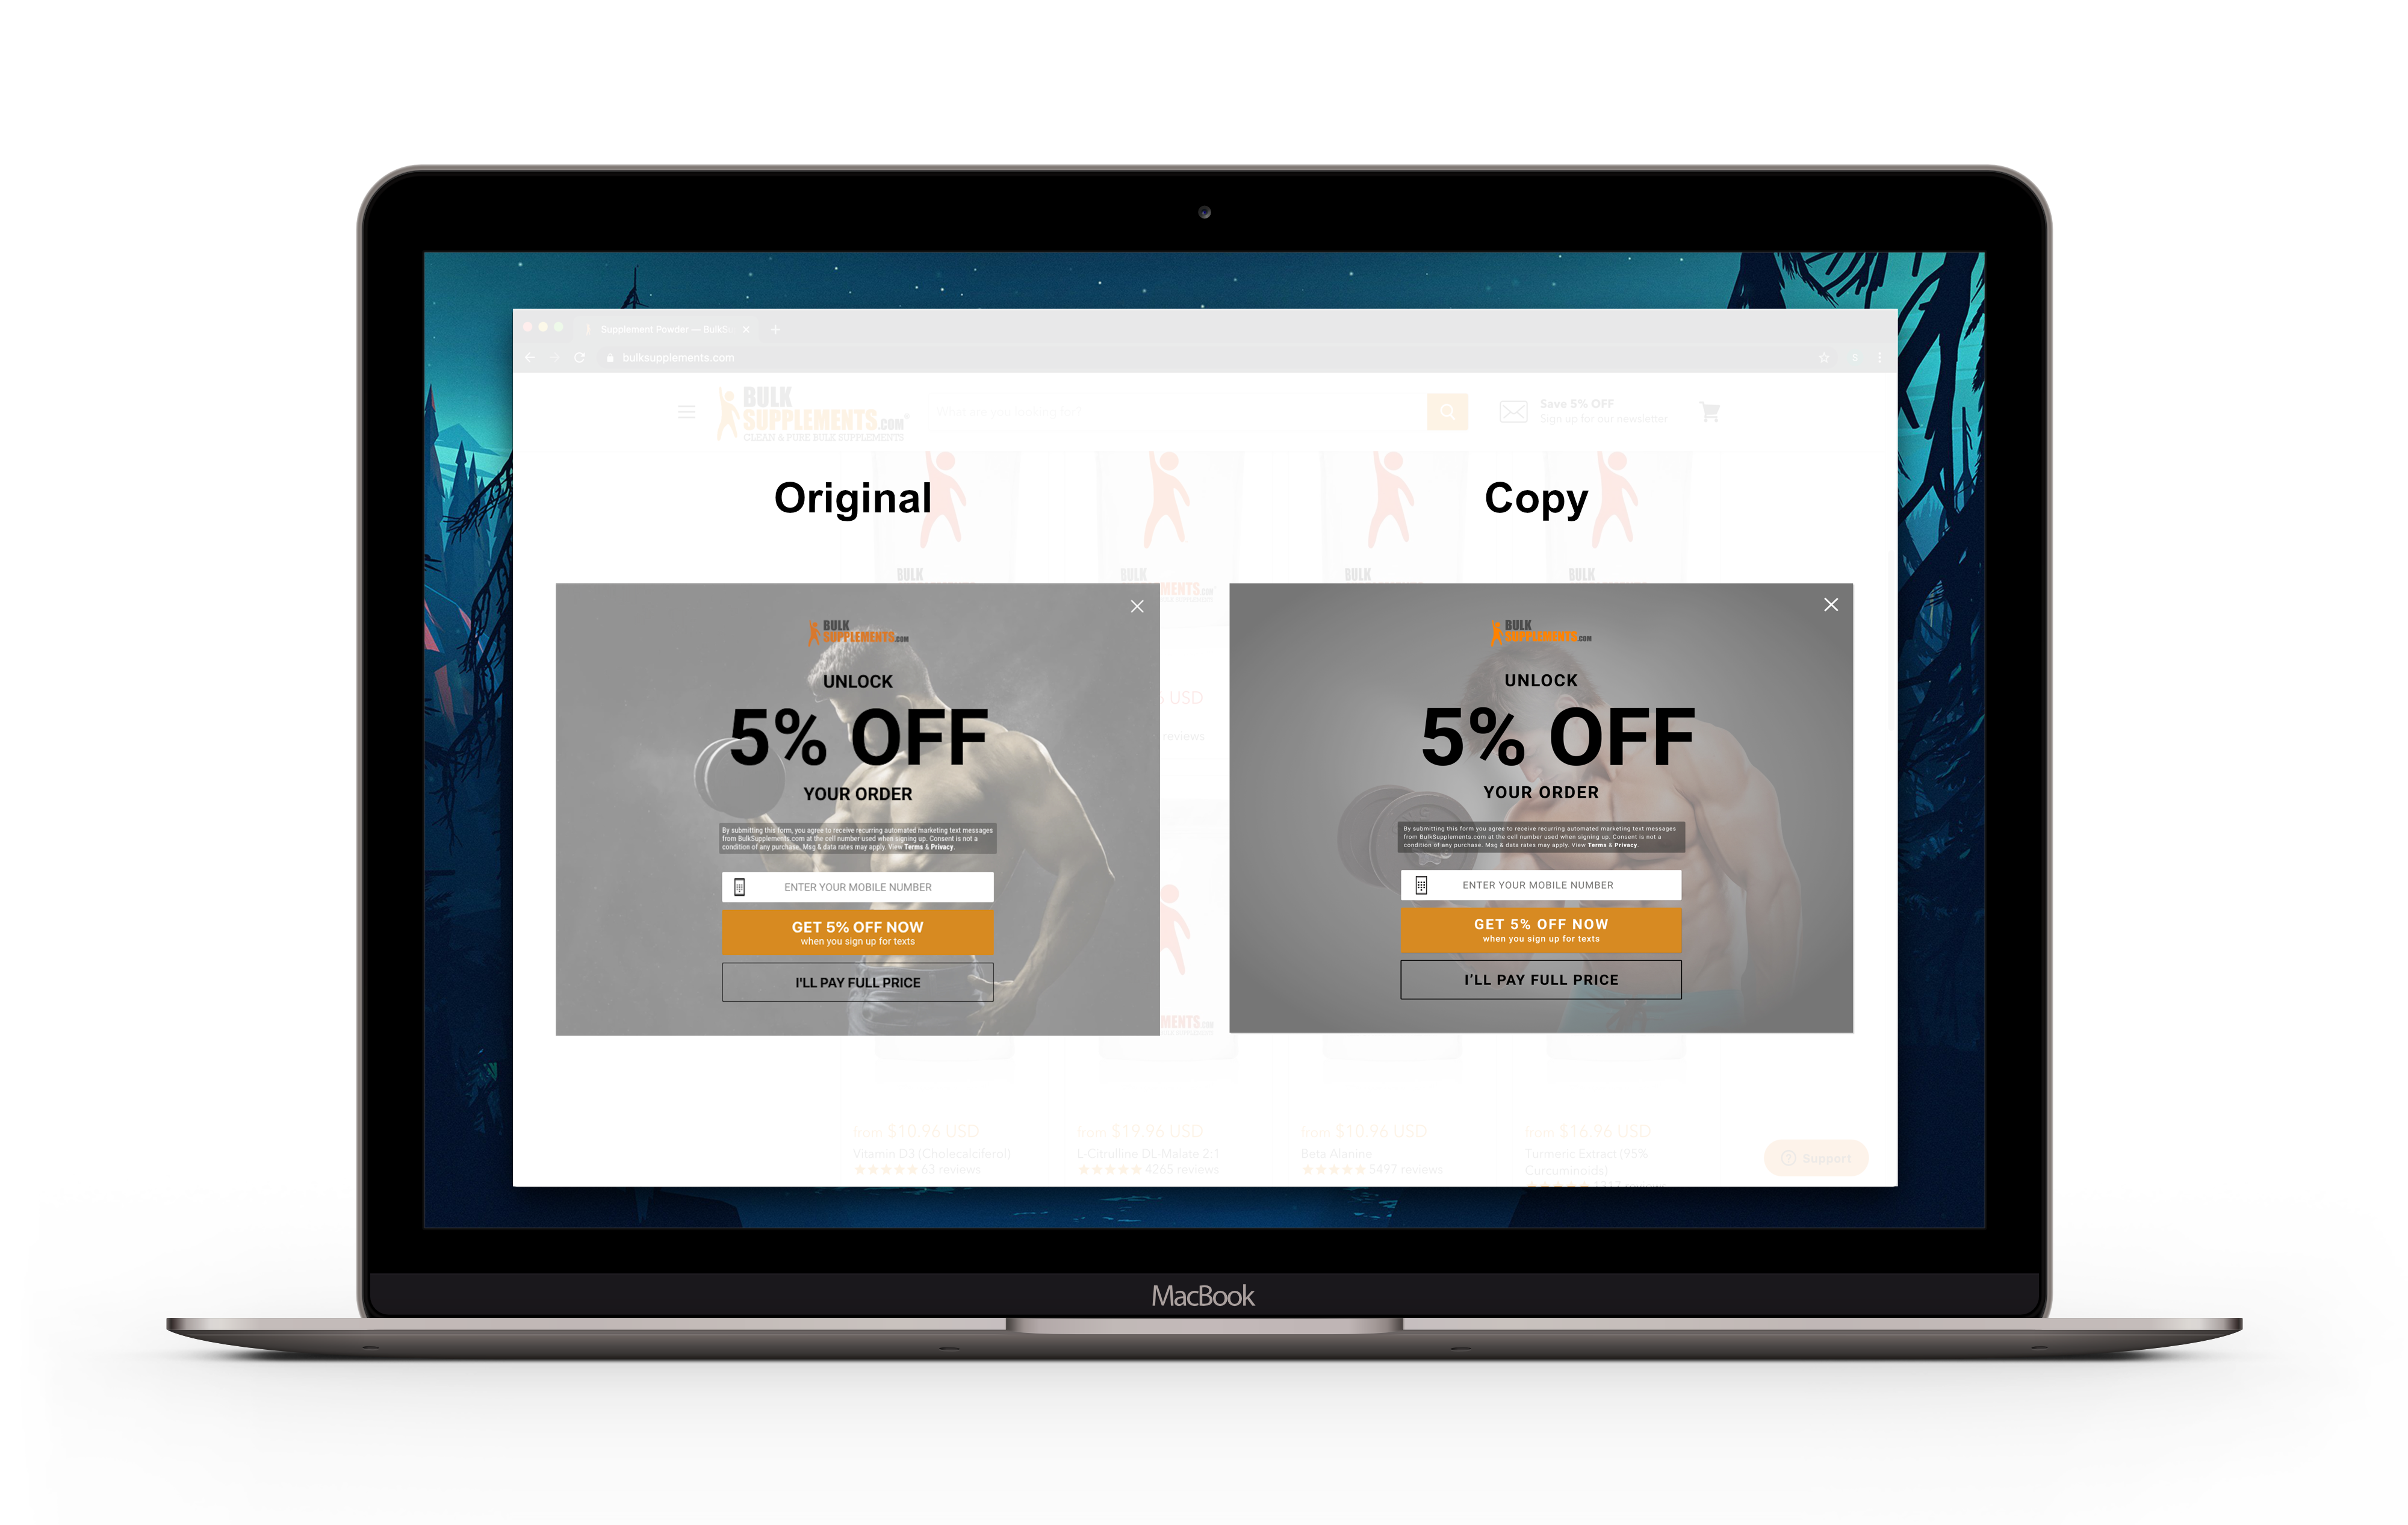 Supplement Powder — BulkSu
bulksupplements.com
BULK
SUPPLEMENTS.COM®
CLEAN & PURE BULK SUPPLEMENTS
What are you looking for?
Save 5% OFF
Sign up for our newsletter
Original
Copy
BULK
BULK
BULK
BULK
MENTS.COM
BULK
SUPPLEMENTS.COM
UNLOCK
5% OFF
YOUR ORDER
By submitting this form, you agree to receive recurring automated marketing text messages
from BulkSupplements.com at the cell number used when signing up. Consent is not a
condition of any purchase. Msg & data rates may apply. View Terms & Privacy.
ENTER YOUR MOBILE NUMBER
GET 5% OFF NOW
when you sign up for texts
I'LL PAY FULL PRICE
USD
reviews
MENTS.COM
BULK
SUPPLEMENTS.COM
UNLOCK
5% OFF
YOUR ORDER
By submitting this form you agree to receive recurring automated marketing text messages
from BulkSupplements.com at the cell number used when signing up. Consent is not a
condition of any purchase. Msg & data rates may apply. View Terms & Privacy.
ENTER YOUR MOBILE NUMBER
GET 5% OFF NOW
when you sign up for texts
I'LL PAY FULL PRICE
from $10.96 USD
Vitamin D3 (Cholecalciferol)
63 reviews
from $19.96 USD
L-Citrulline DL-Malate 2:1
4265 reviews
from $10.96 USD
Beta Alanine
5497 reviews
from $16.96 USD
Turmeric Extract (95%
Curcuminoids)
Support
MacBook